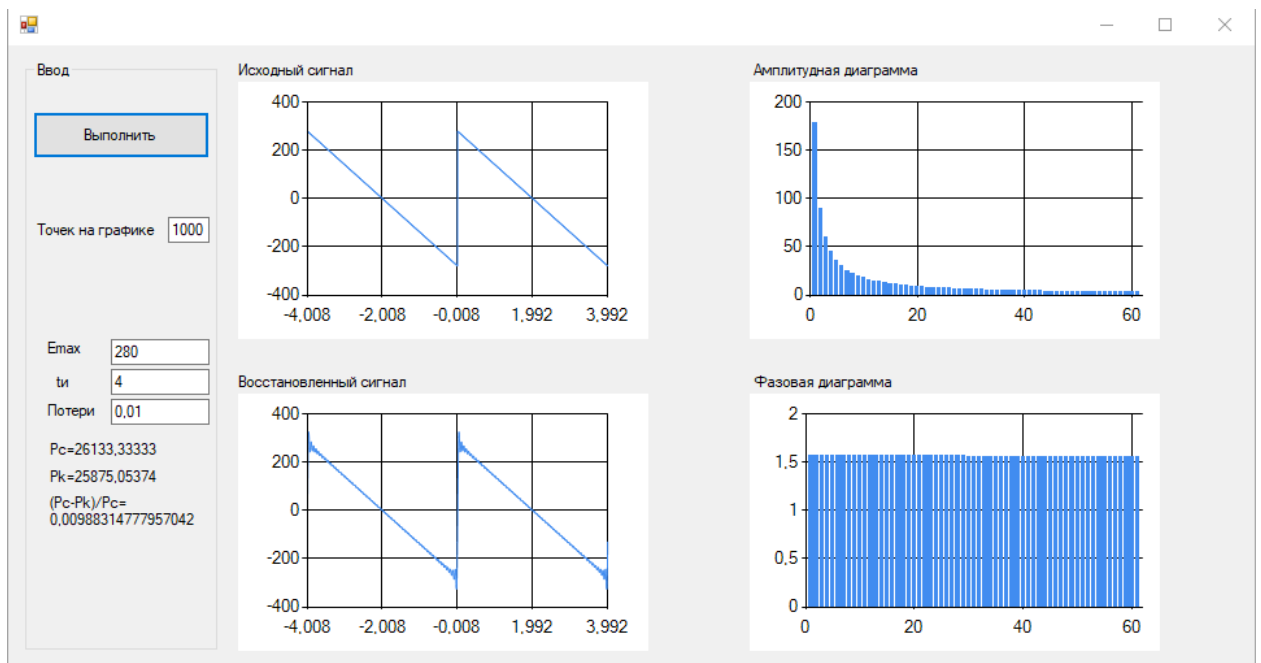 Ввод
Выполнить
Точек на графике 1000
Emax 280
tи 4
Потери 0,01
Pc=26133,33333
Pk=25875,05374
(Pc-Pk)/Pc=
0,00988314777957042
Исходный сигнал
400
200
0
-200
-400
-4,008 -2,008 -0,008 1,992 3,992
Амплитудная диаграмма
200
150
100
50
0
0 20 40 60
Восстановленный сигнал
400
200
0
-200
-400
-4,008 -2,008 -0,008 1,992 3,992
Фазовая диаграмма
2
1,5
1
0,5
0
0 20 40 60